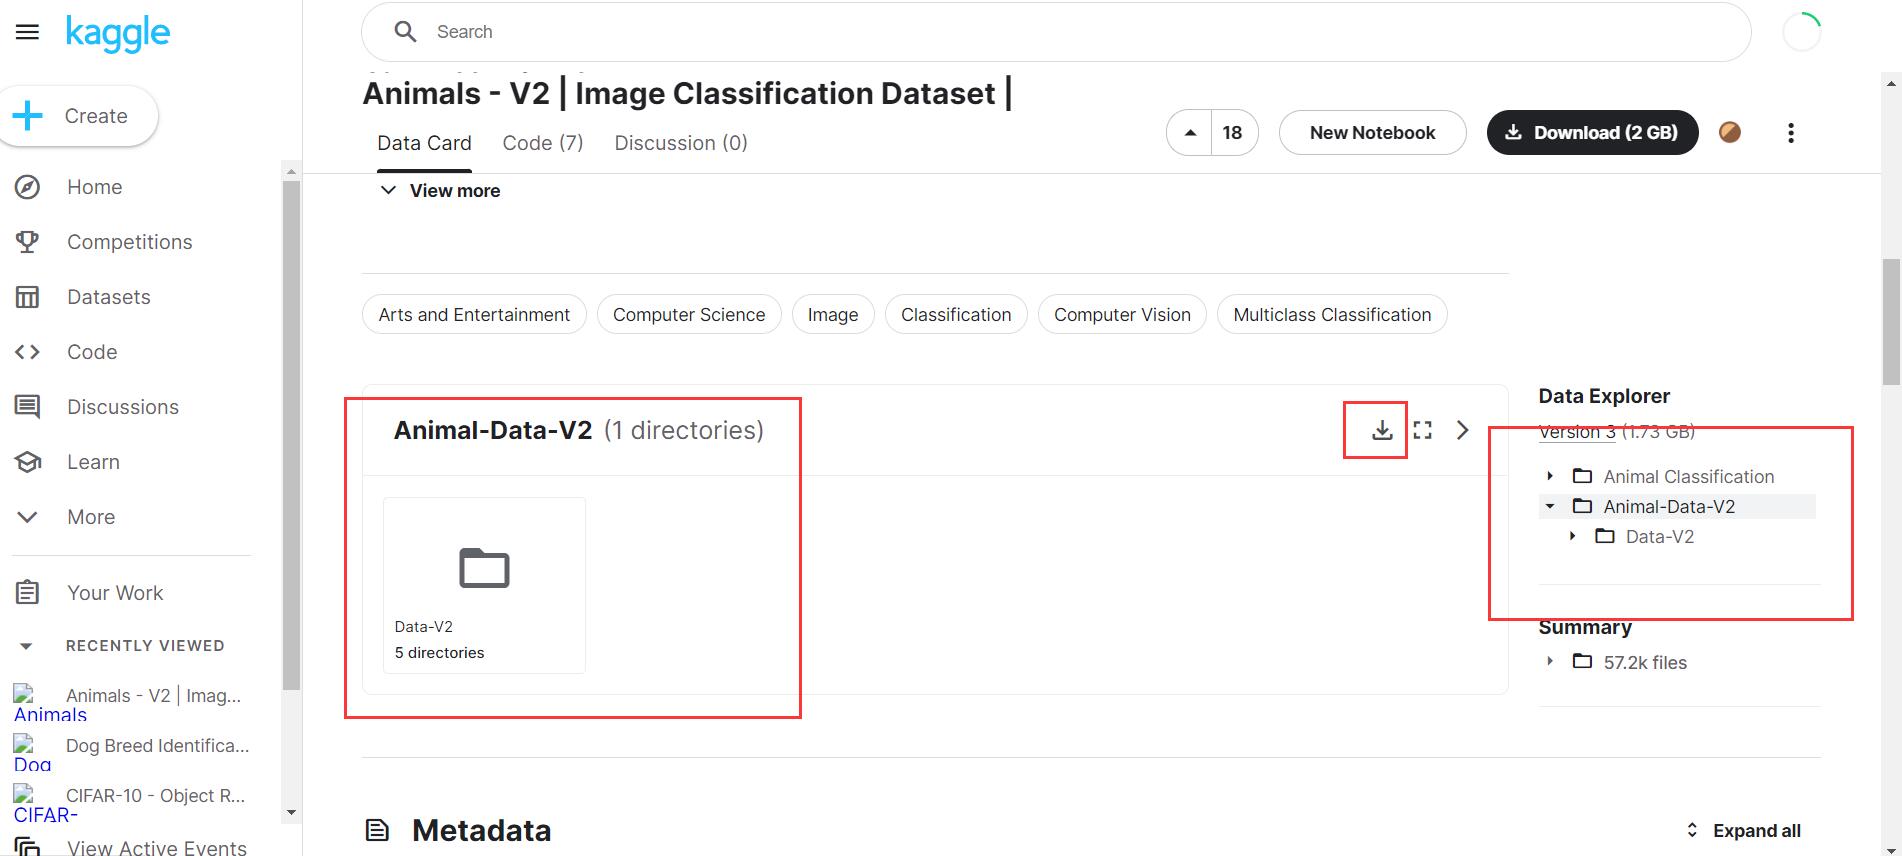 kaggle
Search
Create
Home
Competitions
Datasets
Code
Discussions
Learn
More
Your Work
RECENTLY VIEWED
Animals - V2 | Imag...
Animals
Dog Breed Identifica...
Dog
CIFAR-10 - Object R...
CIFAR-
View Active Events
Animals - V2 | Image Classification Dataset |
Data Card Code (7) Discussion (0)
18 New Notebook Download (2 GB)
View more
Arts and Entertainment Computer Science Image Classification Computer Vision Multiclass Classification
Animal-Data-V2 (1 directories)
Data-V2
5 directories
Data Explorer
Version 3 (1.73 GB)
Animal Classification
Animal-Data-V2
Data-V2
Summary
57.2k files
Metadata
Expand all